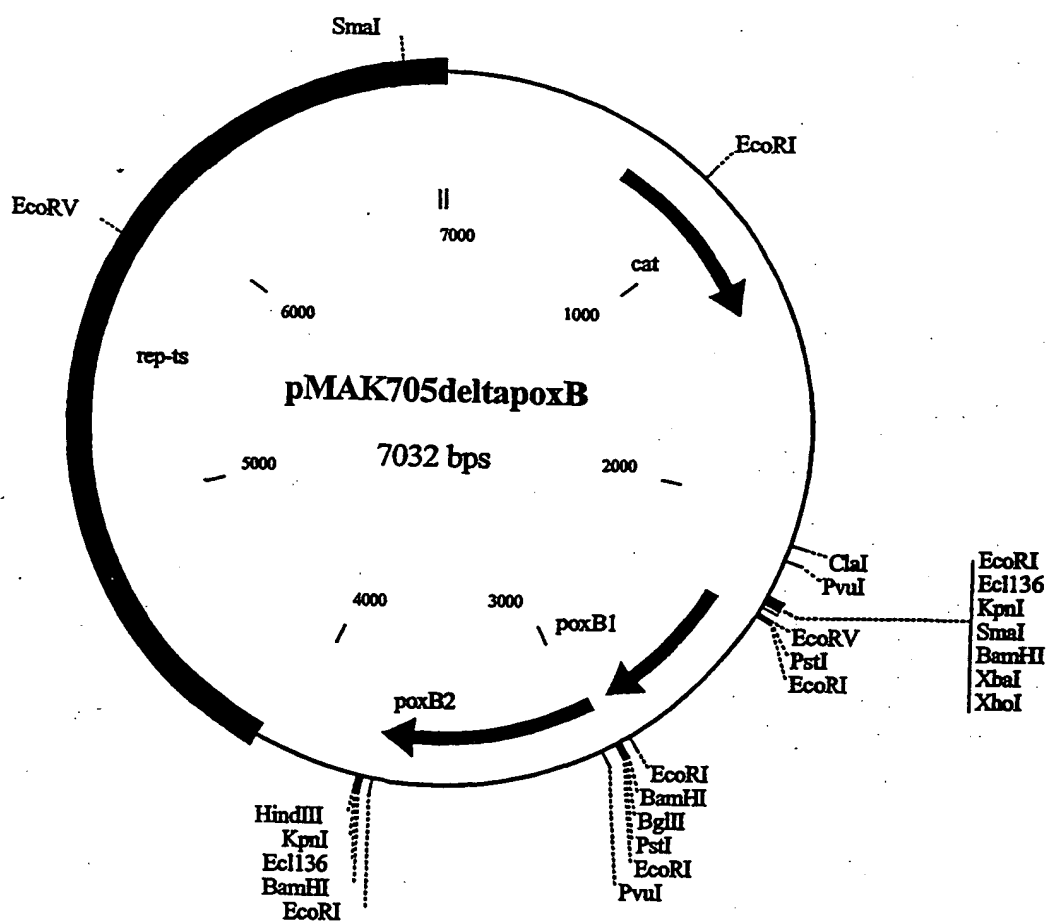 SmaI
EcoRI
EcoRV
7000
cat
1000
6000
rep-ts
pMAK705deltapoxB
7032 bps
5000
2000
ClaI
PvuI
EcoRI
Ecl136
KpnI
SmaI
BamHI
XbaI
XhoI
EcoRV
PstI
EcoRI
4000
3000
poxB1
poxB2
EcoRI
BamHI
BglII
PstI
EcoRI
PvuI
HindIII
KpnI
Ecl136
BamHI
EcoRI